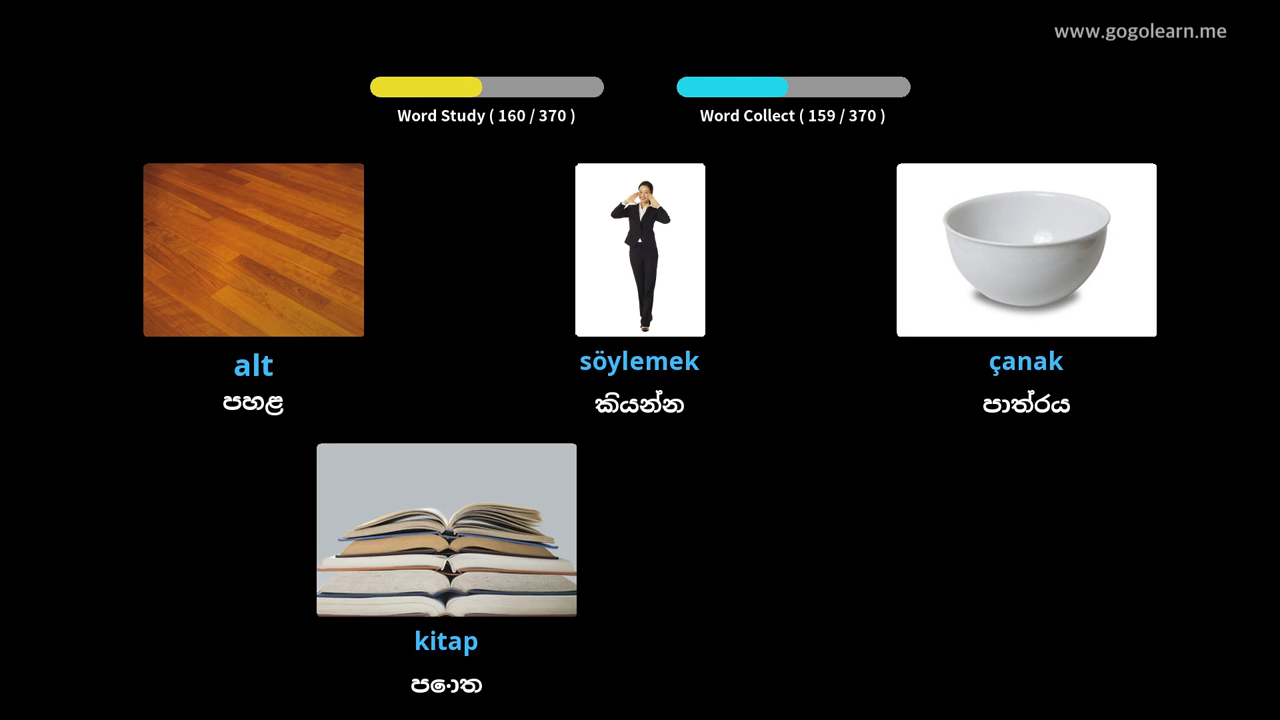 www.gogolearn.me
Word Study ( 160 / 370 )
Word Collect ( 159 / 370 )
alt
පහළ
söylemek
කියන්න
çanak
පාත්රය
kitap
පොත